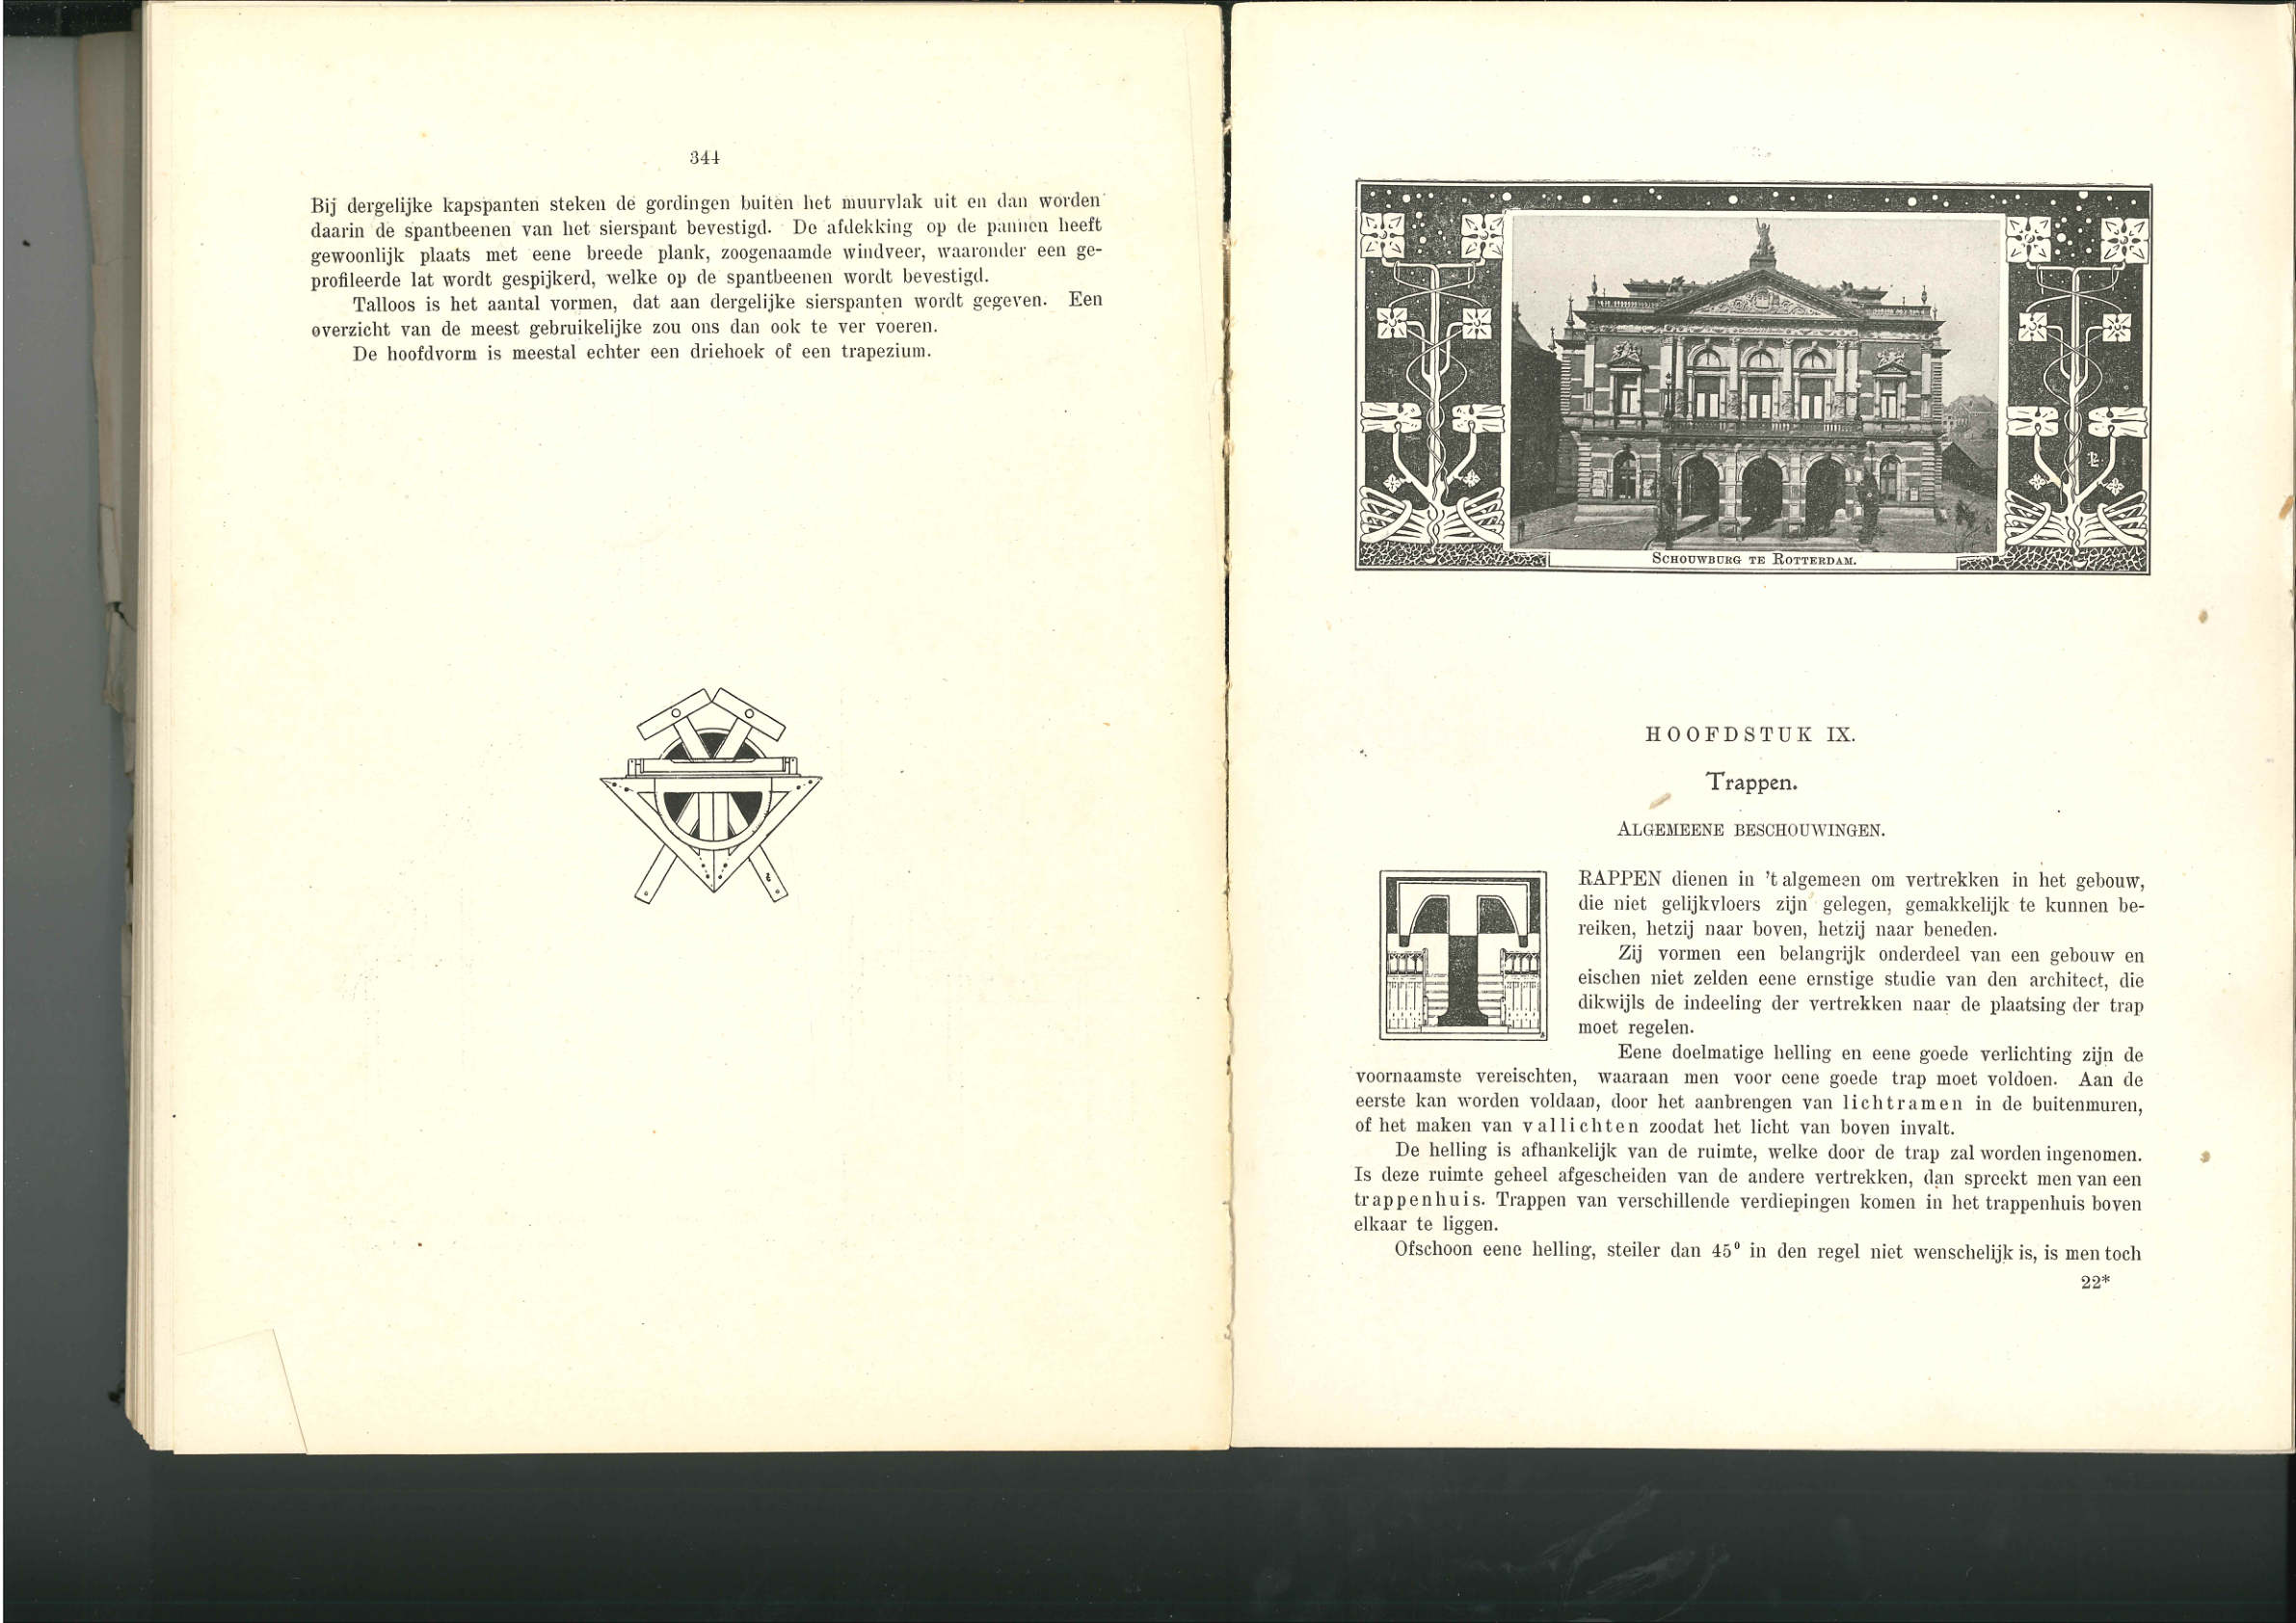 344
Bij dergelijke kapspanten steken de gordingen buiten het muurvlak uit en dan worden
daarin de spantbeenen van het sierspant bevestigd. De afdekking op de pannen heeft
gewoonlijk plaats met eene breede plank, zoogenaamde windveer, waaronder een ge-
profileerde lat wordt gespijkerd, welke op de spantbeenen wordt bevestigd.
Talloos is het aantal vormen, dat aan dergelijke sierspanten wordt gegeven. Een
overzicht van de meest gebruikelijke zou ons dan ook te ver voeren.
De hoofdvorm is meestal echter een driehoek of een trapezium.
SCHOUWBURG TE ROTTERDAM.
HOOFDSTUK IX.
Trappen.
ALGEMEENE BESCHOUWINGEN.
TRAPPEN dienen in 't algemeen om vertrekken in het gebouw,
die niet gelijkvloers zijn gelegen, gemakkelijk te kunnen be-
reiken, hetzij naar boven, hetzij naar beneden.
Zij vormen een belangrijk onderdeel van een gebouw en
eischen niet zelden eene ernstige studie van den architect, die
dikwijls de indeeling der vertrekken naar de plaatsing der trap
moet regelen.
Eene doelmatige helling en eene goede verlichting zijn de
voornaamste vereischten, waaraan men voor eene goede trap moet voldoen. Aan de
eerste kan worden voldaan, door het aanbrengen van lichtramen in de buitenmuren,
of het maken van vallichten zoodat het licht van boven invalt.
De helling is afhankelijk van de ruimte, welke door de trap zal worden ingenomen.
Is deze ruimte geheel afgescheiden van de andere vertrekken, dan spreekt men van een
trappenhuis. Trappen van verschillende verdiepingen komen in het trappenhuis boven
elkaar te liggen.
Ofschoon eene helling, steiler dan 45° in den regel niet wenschelijk is, is men toch
22*